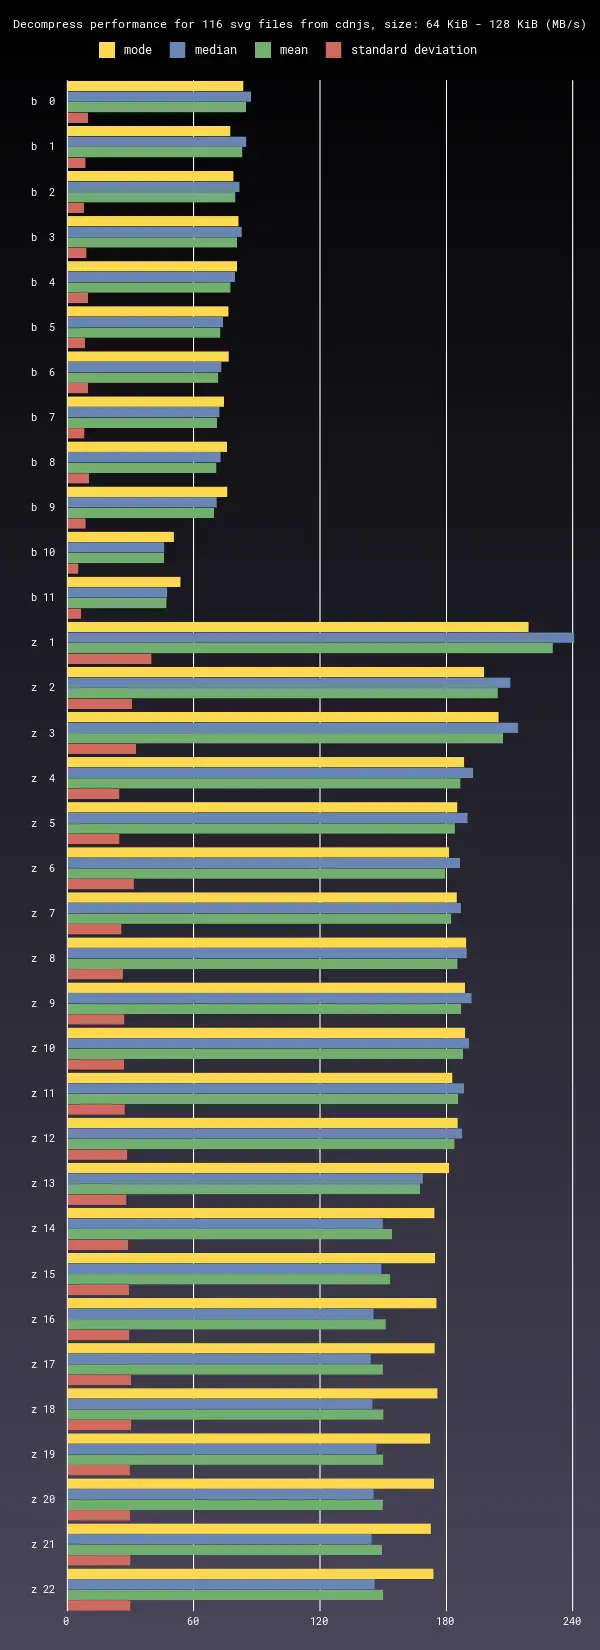 Decompress performance for 116 svg files from cdnjs, size: 64 KiB - 128 KiB (MB/s)
mode median mean standard deviation
b 0
b 1
b 2
b 3
b 4
b 5
b 6
b 7
b 8
b 9
b 10
b 11
z 1
z 2
z 3
z 4
z 5
z 6
z 7
z 8
z 9
z 10
z 11
z 12
z 13
z 14
z 15
z 16
z 17
z 18
z 19
z 20
z 21
z 22
0 60 120 180 240